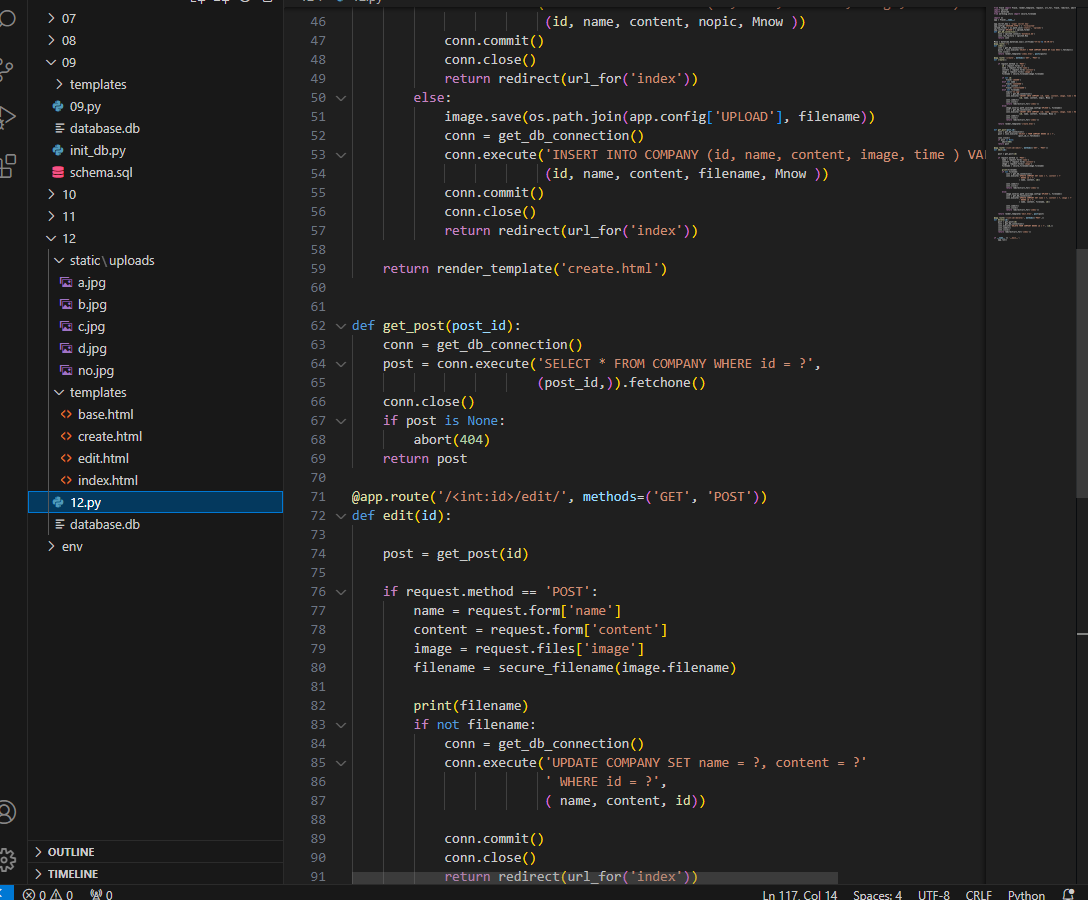 07
08
09
templates
09.py
database.db
init_db.py
schema.sql
10
11
12
static\uploads
a.jpg
b.jpg
c.jpg
d.jpg
no.jpg
templates
base.html
create.html
edit.html
index.html
12.py
database.db
env
OUTLINE
TIMELINE
46 (id, name, content, nopic, Mnow ))
47 conn.commit()
48 conn.close()
49 return redirect(url_for('index'))
50 else:
51 image.save(os.path.join(app.config['UPLOAD'], filename))
52 conn = get_db_connection()
53 conn.execute('INSERT INTO COMPANY (id, name, content, image, time ) VAL
54 (id, name, content, filename, Mnow ))
55 conn.commit()
56 conn.close()
57 return redirect(url_for('index'))
58
59 return render_template('create.html')
60
61
62 def get_post(post_id):
63 conn = get_db_connection()
64 post = conn.execute('SELECT * FROM COMPANY WHERE id = ?',
65 (post_id,)).fetchone()
66 conn.close()
67 if post is None:
68 abort(404)
69 return post
70
71 @app.route('/<int:id>/edit/', methods=('GET', 'POST'))
72 def edit(id):
73
74 post = get_post(id)
75
76 if request.method == 'POST':
77 name = request.form['name']
78 content = request.form['content']
79 image = request.files['image']
80 filename = secure_filename(image.filename)
81
82 print(filename)
83 if not filename:
84 conn = get_db_connection()
85 conn.execute('UPDATE COMPANY SET name = ?, content = ?'
86 ' WHERE id = ?',
87 ( name, content, id))
88
89 conn.commit()
90 conn.close()
91 return redirect(url_for('index'))
0 0 0 Ln 117, Col 14 Spaces: 4 UTF-8 CRLF Python